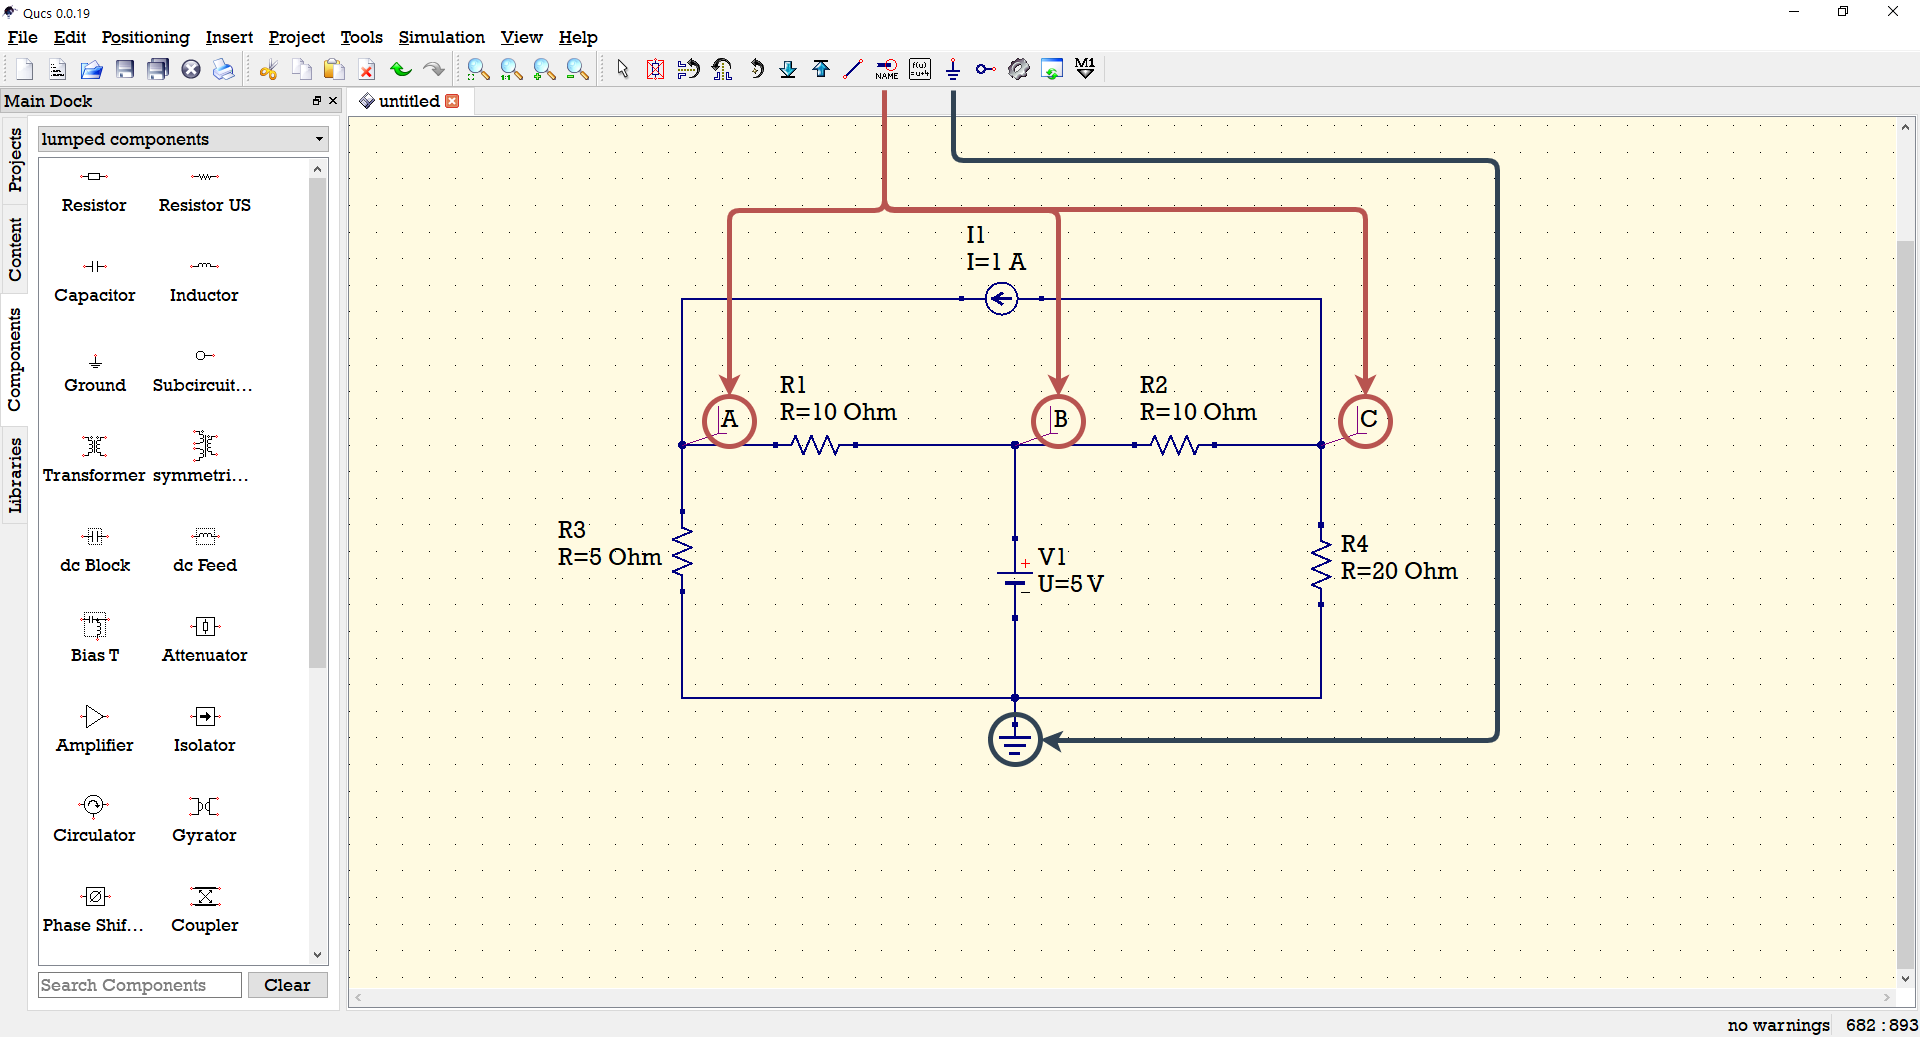 Qucs 0.0.19
File Edit Positioning Insert Project Tools Simulation View Help
NAME
f(u)
=u+4
M1
Main Dock
untitled
Projects
Content
Components
Libraries
lumped components
Resistor Resistor US
Capacitor Inductor
Ground Subcircuit...
Transformer symmetri...
dc Block dc Feed
Bias T Attenuator
Amplifier Isolator
Circulator Gyrator
Phase Shif... Coupler
Search Components Clear
I1
I=1 A
A
R1
R=10 Ohm
B
R2
R=10 Ohm
C
R3
R=5 Ohm
+ V1
U=5 V
−
R4
R=20 Ohm
no warnings 682 : 893